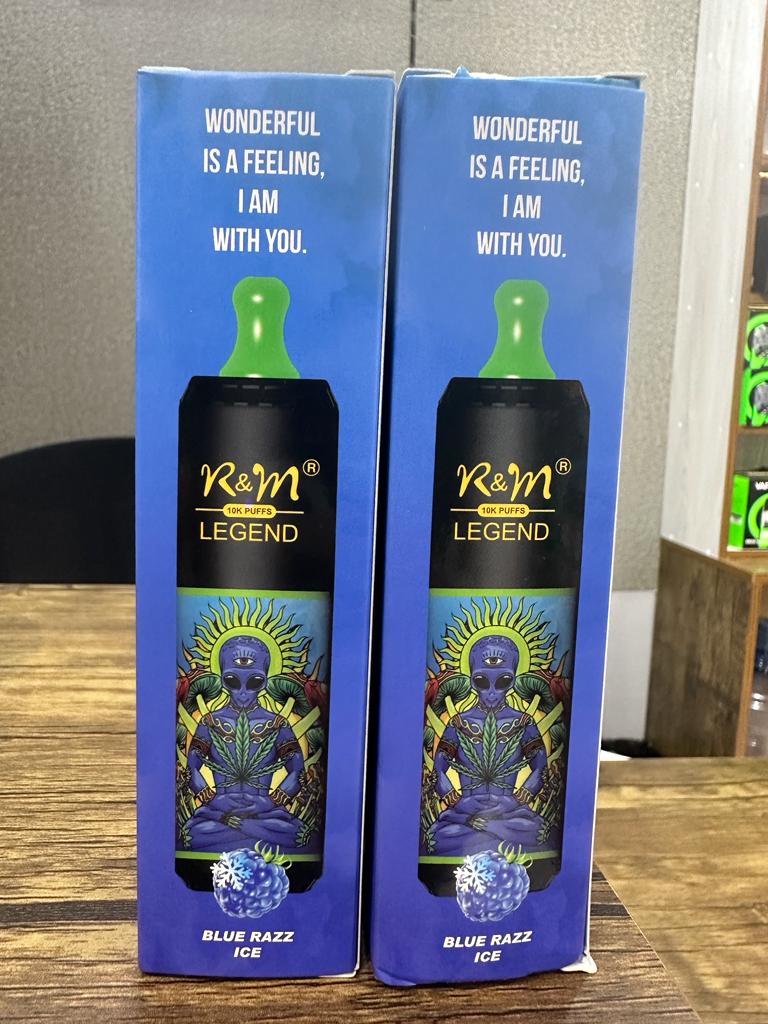 WONDERFUL
IS A FEELING,
I AM
WITH YOU.
R&M®
10K PUFFS
LEGEND
BLUE RAZZ
ICE
WONDERFUL
IS A FEELING,
I AM
WITH YOU.
R&M®
10K PUFFS
LEGEND
BLUE RAZZ
ICE